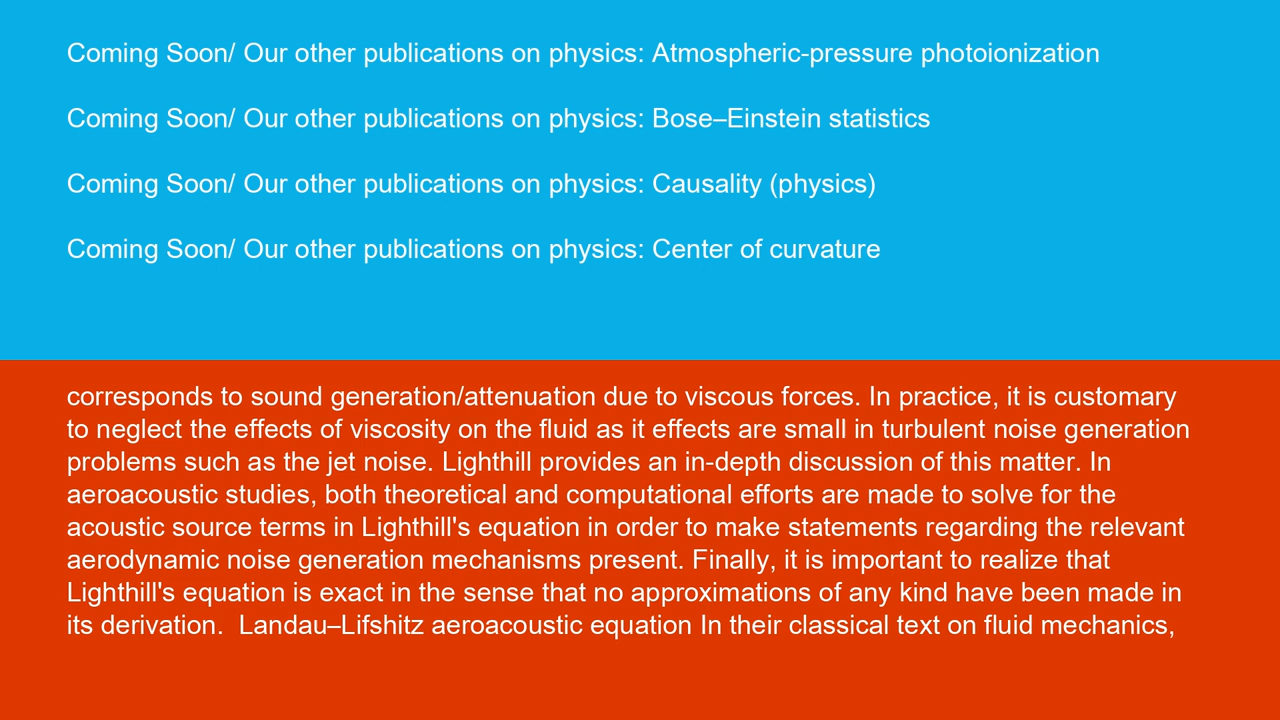 Coming Soon/ Our other publications on physics: Atmospheric-pressure photoionization
Coming Soon/ Our other publications on physics: Bose–Einstein statistics
Coming Soon/ Our other publications on physics: Causality (physics)
Coming Soon/ Our other publications on physics: Center of curvature
corresponds to sound generation/attenuation due to viscous forces. In practice, it is customary
to neglect the effects of viscosity on the fluid as it effects are small in turbulent noise generation
problems such as the jet noise. Lighthill provides an in-depth discussion of this matter. In
aeroacoustic studies, both theoretical and computational efforts are made to solve for the
acoustic source terms in Lighthill's equation in order to make statements regarding the relevant
aerodynamic noise generation mechanisms present. Finally, it is important to realize that
Lighthill's equation is exact in the sense that no approximations of any kind have been made in
its derivation.  Landau–Lifshitz aeroacoustic equation In their classical text on fluid mechanics,